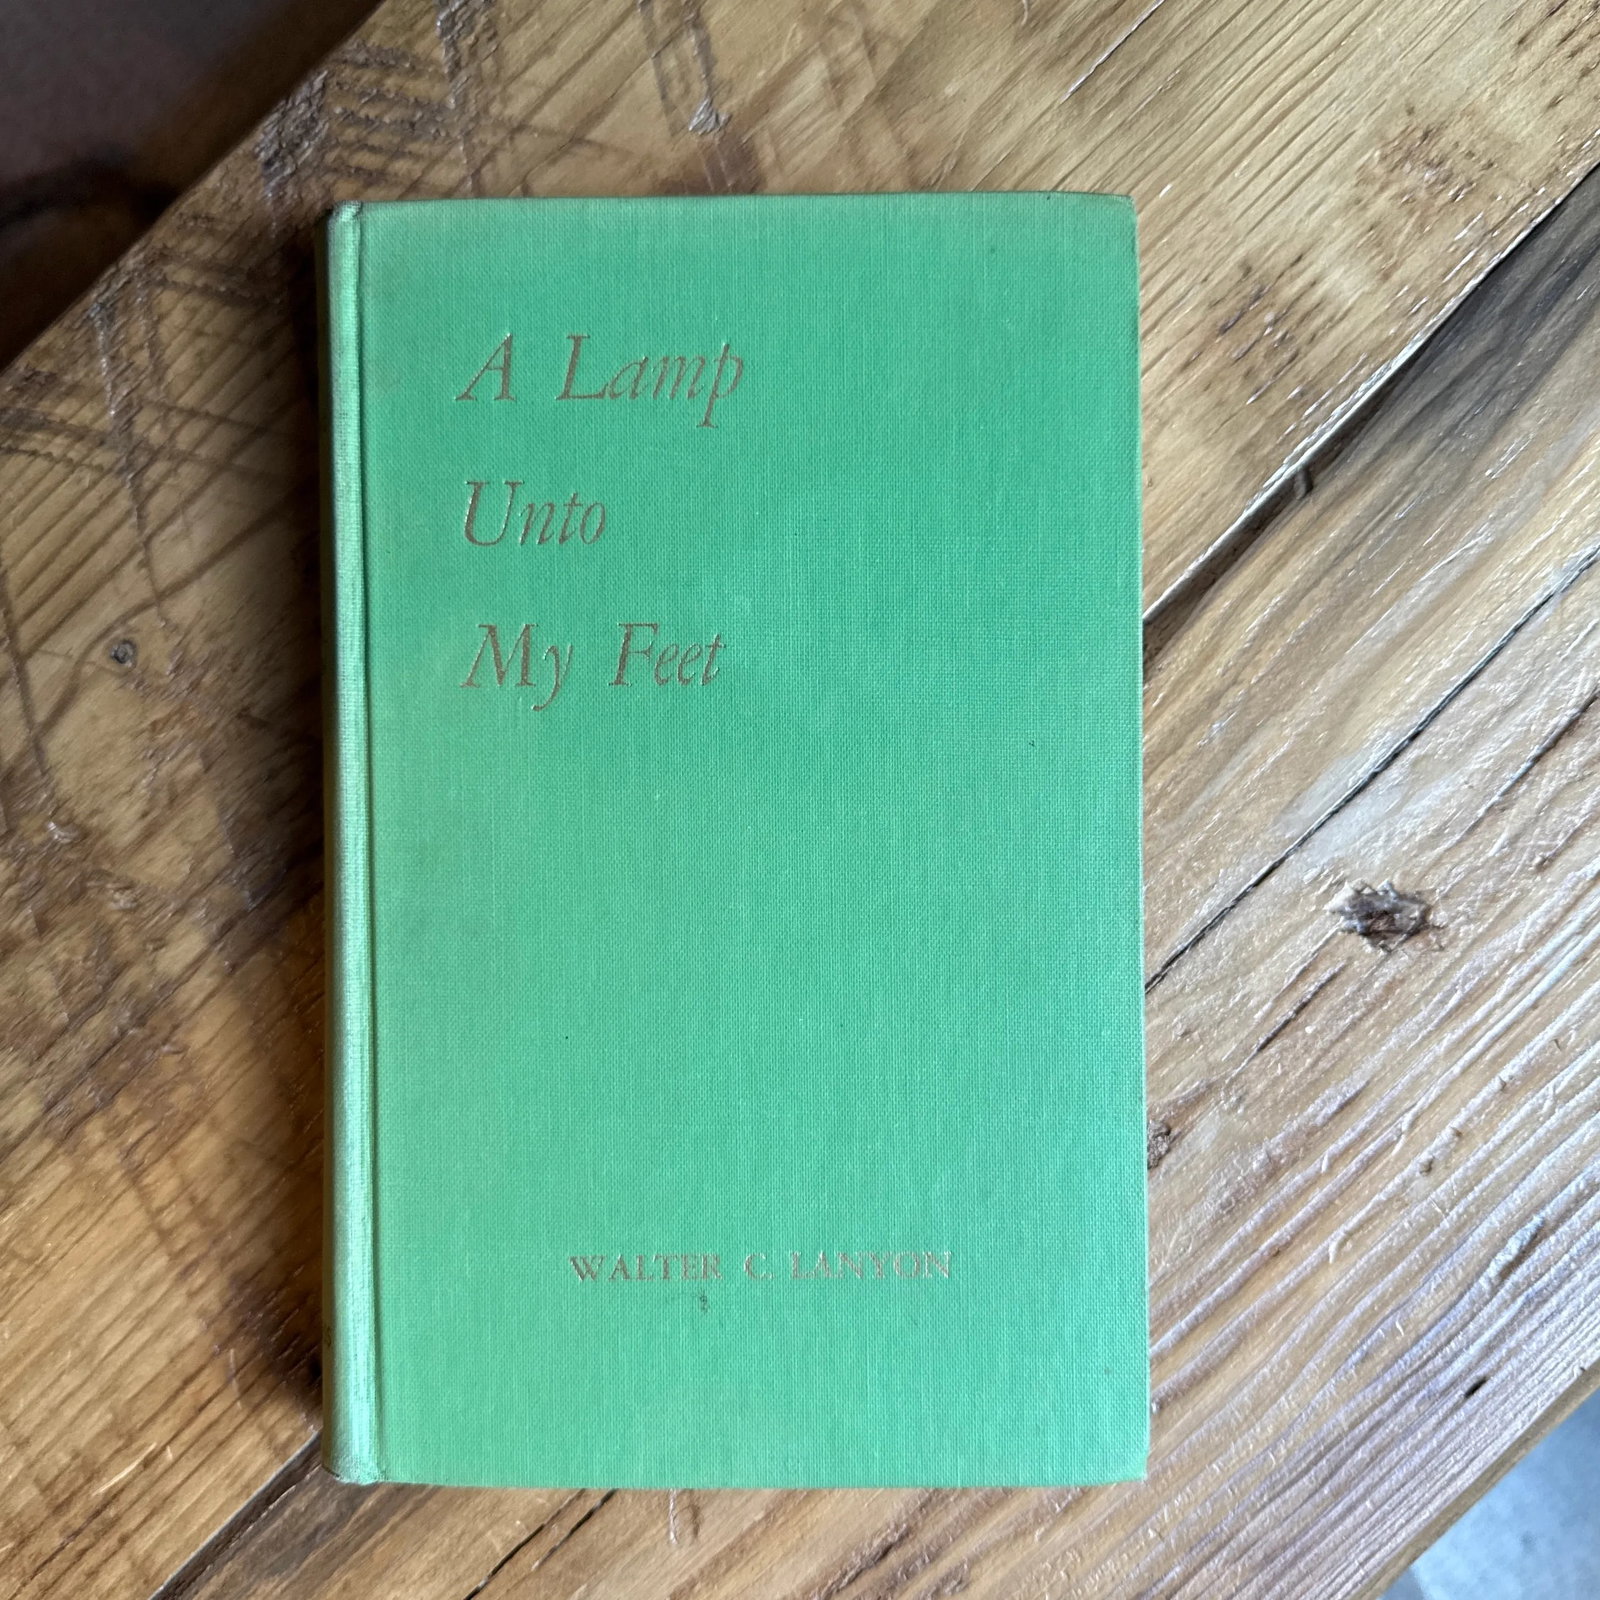 A Lamp
Unto
My Feet
WALTER C. LANYON